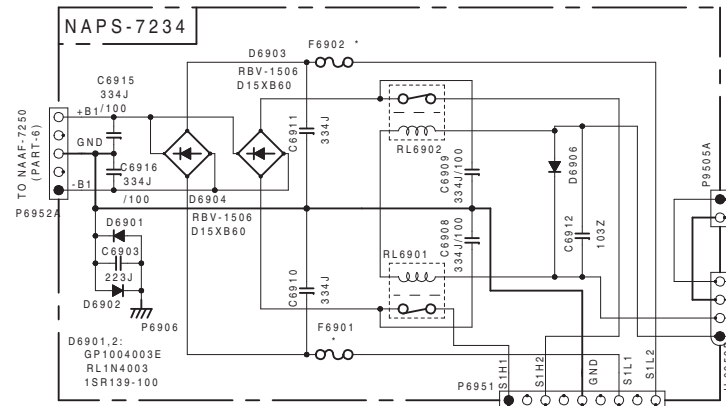 NAPS-7234
C6915
334J
/100
+B1
GND
-B1
TO NAAF-7250
(PART-6)
P6952A
C6916
334J
/100
D6903
RBV-1506
D15XB60
F6902 *
C6911
334J
D6904
RBV-1506
D15XB60
RL6902
C6909
334J/100
C6908
334J/100
D6906
C6912
103Z
P9505A
D6901
C6903
223J
D6902
P6906
C6910
334J
RL6901
F6901
*
D6901,2:
GP1004003E
RL1N4003
1SR139-100
P6951
S1H1
S1H2
GND
S1L1
S1L2